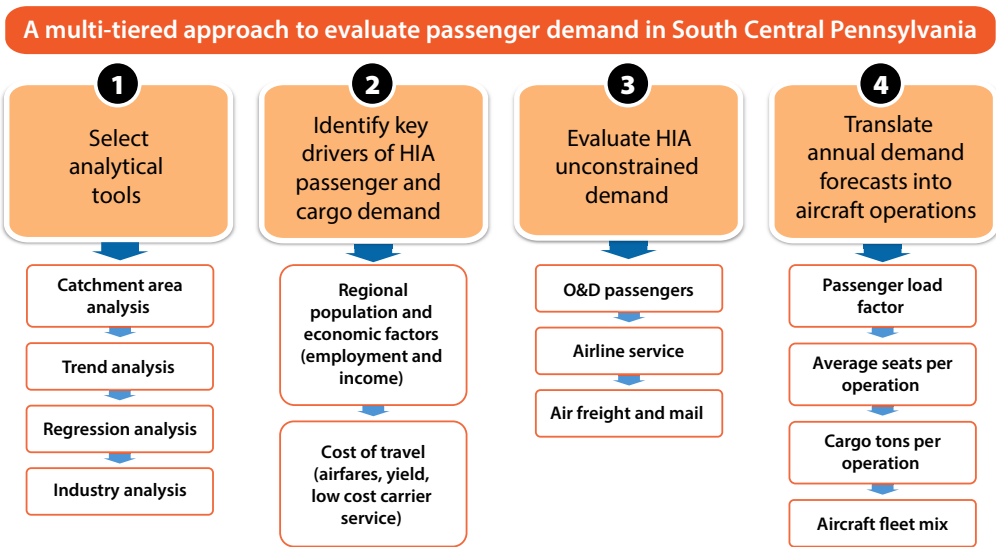 A multi-tiered approach to evaluate passenger demand in South Central Pennsylvania
1
Select
analytical
tools
Catchment area
analysis
Trend analysis
Regression analysis
Industry analysis
2
Identify key
drivers of HIA
passenger and
cargo demand
Regional
population and
economic factors
(employment and
income)
Cost of travel
(airfares, yield,
low cost carrier
service)
3
Evaluate HIA
unconstrained
demand
O&D passengers
Airline service
Air freight and mail
4
Translate
annual demand
forecasts into
aircraft operations
Passenger load
factor
Average seats per
operation
Cargo tons per
operation
Aircraft fleet mix